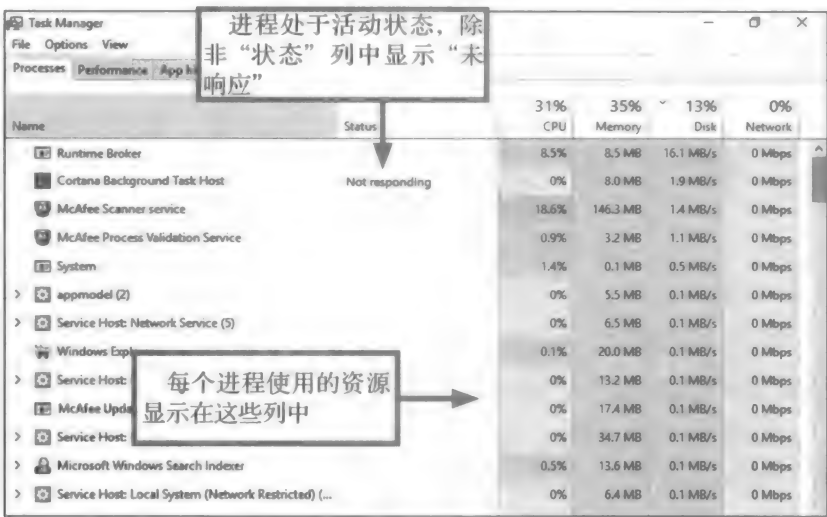 Task Manager
File Options View
Processes Performance App hi
进程处于活动状态，除
非“状态”列中显示“未
响应”
31% 35% 13% 0%
Name Status CPU Memory Disk Network
Runtime Broker 8.5% 8.5 MB 16.1 MB/s 0 Mbps
Cortana Background Task Host Not responding 0% 8.0 MB 1.9 MB/s 0 Mbps
McAfee Scanner service 18.6% 146.3 MB 1.4 MB/s 0 Mbps
McAfee Process Validation Service 0.9% 3.2 MB 1.1 MB/s 0 Mbps
System 1.4% 0.1 MB 0.5 MB/s 0 Mbps
appmodel (2) 0% 5.5 MB 0.1 MB/s 0 Mbps
Service Host: Network Service (5) 0% 6.5 MB 0.1 MB/s 0 Mbps
Windows Expl 0.1% 20.0 MB 0.1 MB/s 0 Mbps
Service Host: 0% 13.2 MB 0.1 MB/s 0 Mbps
McAfee Upda 0% 17.4 MB 0.1 MB/s 0 Mbps
Service Host: 0% 34.7 MB 0.1 MB/s 0 Mbps
每个进程使用的资源
显示在这些列中
Microsoft Windows Search Indexer 0.5% 13.6 MB 0.1 MB/s 0 Mbps
Service Host: Local System (Network Restricted) (... 0% 6.4 MB 0.1 MB/s 0 Mbps